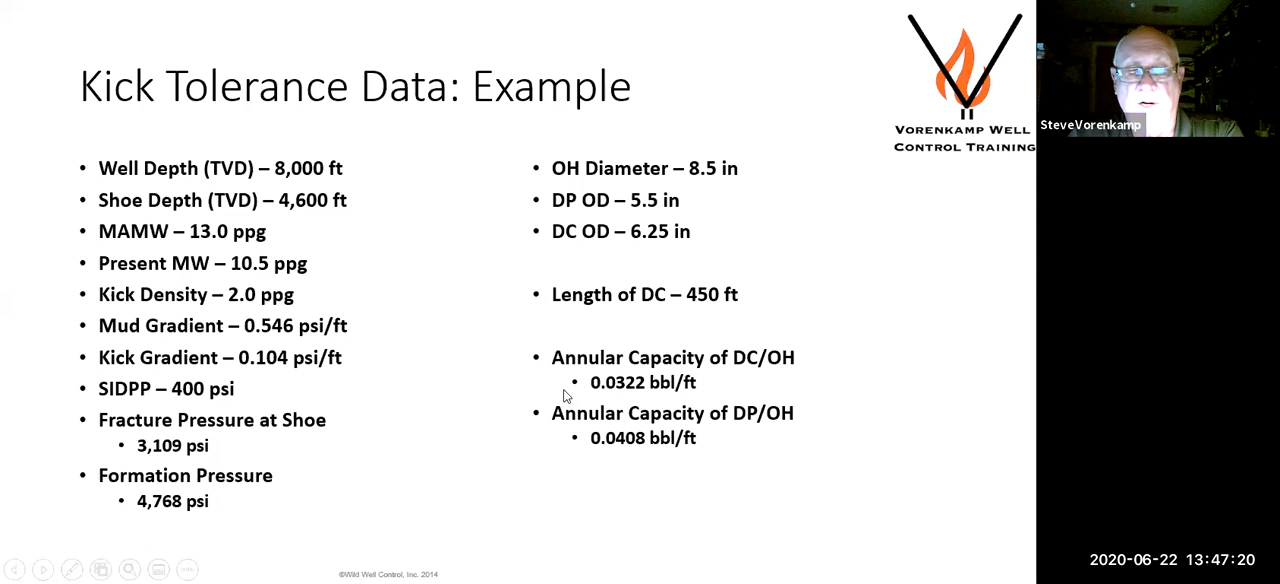 Kick Tolerance Data: Example
VORENKAMP WELL
CONTROL TRAINING
SteveVorenkamp
• Well Depth (TVD) – 8,000 ft
• Shoe Depth (TVD) – 4,600 ft
• MAMW – 13.0 ppg
• Present MW – 10.5 ppg
• Kick Density – 2.0 ppg
• Mud Gradient – 0.546 psi/ft
• Kick Gradient – 0.104 psi/ft
• SIDPP – 400 psi
• Fracture Pressure at Shoe
• 3,109 psi
• Formation Pressure
• 4,768 psi
• OH Diameter – 8.5 in
• DP OD – 5.5 in
• DC OD – 6.25 in
• Length of DC – 450 ft
• Annular Capacity of DC/OH
• 0.0322 bbl/ft
• Annular Capacity of DP/OH
• 0.0408 bbl/ft
©Wild Well Control, Inc. 2014
2020-06-22 13:47:20